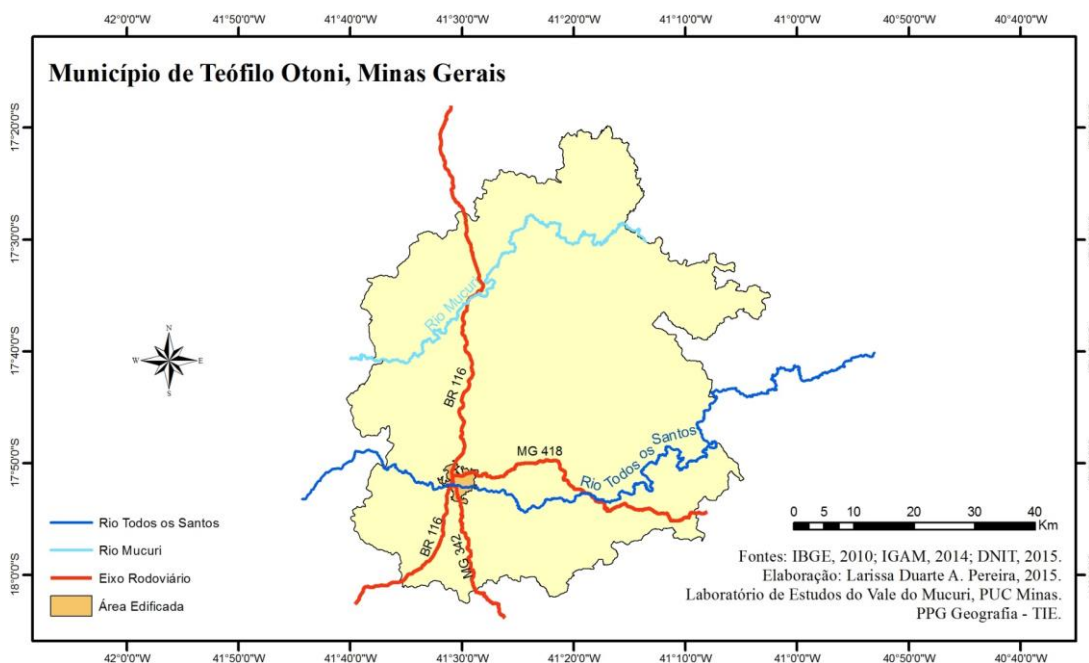 42°0'0"W 41°50'0"W 41°40'0"W 41°30'0"W 41°20'0"W 41°10'0"W 41°0'0"W 40°50'0"W 40°40'0"W
Município de Teófilo Otoni, Minas Gerais
17°20'0"S
17°30'0"S
17°40'0"S
17°50'0"S
18°0'0"S
N
W E
S
Rio Mucuri
BR 116
MG 418
Rio Todos os Santos
BR 116
MG 342
Rio Todos os Santos
Rio Mucuri
Eixo Rodoviário
Área Edificada
0 5 10 20 30 40
Km
Fontes: IBGE, 2010; IGAM, 2014; DNIT, 2015.
Elaboração: Larissa Duarte A. Pereira, 2015.
Laboratório de Estudos do Vale do Mucuri, PUC Minas.
PPG Geografia - TIE.
42°0'0"W 41°50'0"W 41°40'0"W 41°30'0"W 41°20'0"W 41°10'0"W 41°0'0"W 40°50'0"W 40°40'0"W